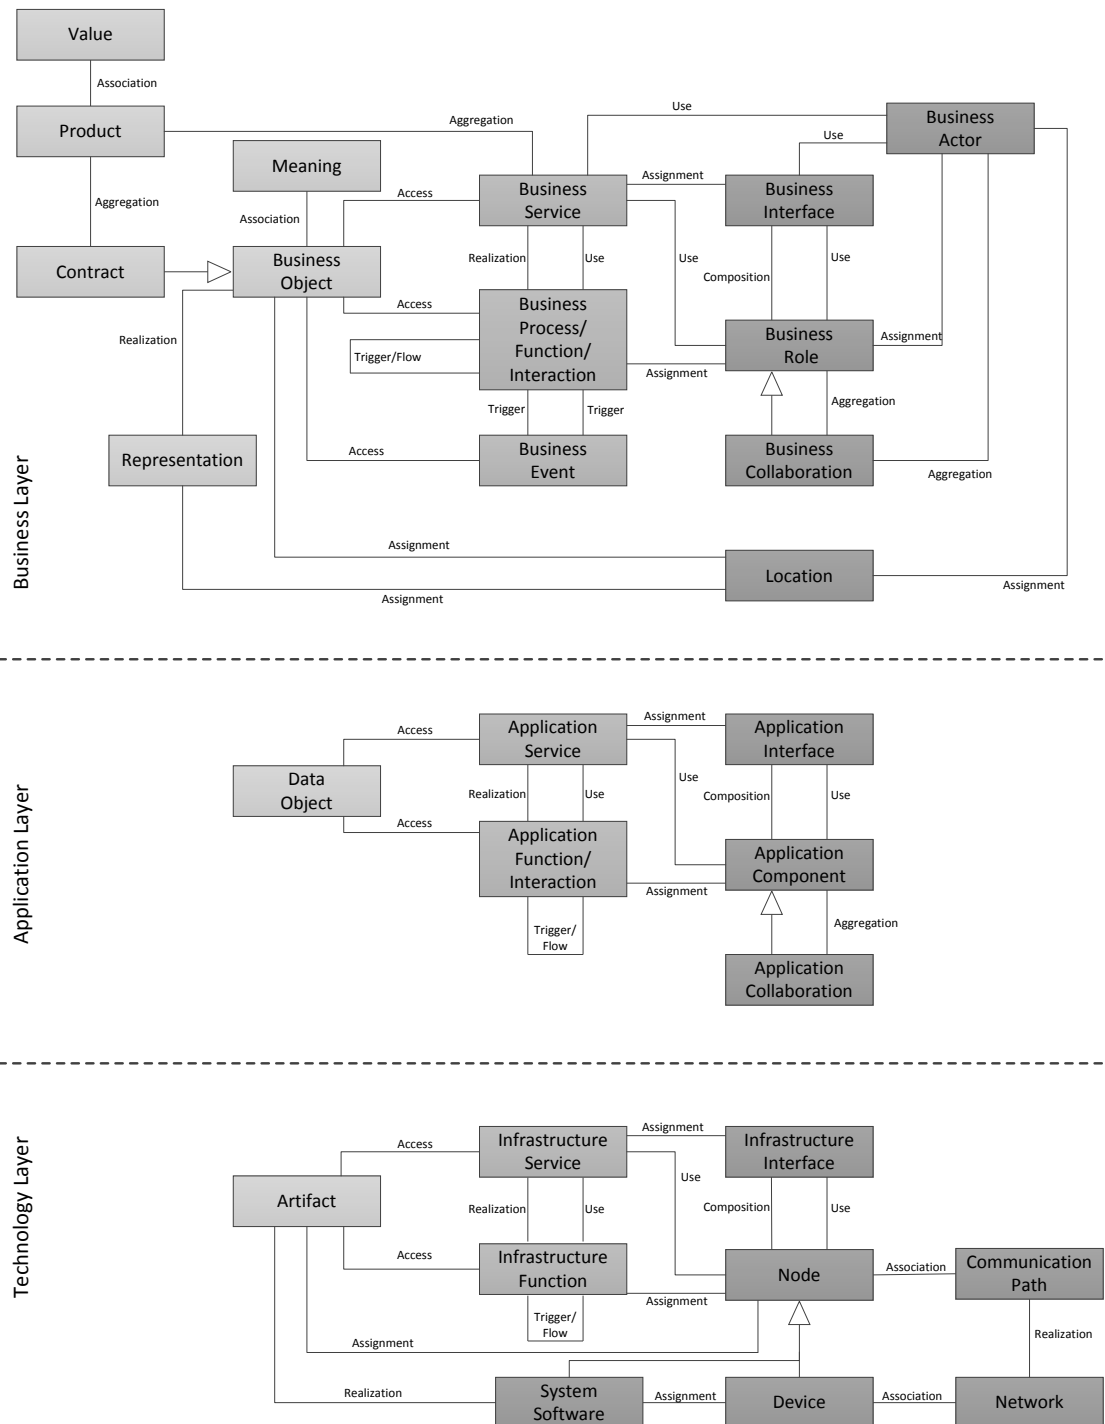 Value
Association
Product
Aggregation
Use
Business
Actor
Use
Meaning
Aggregation
Access
Business
Service
Assignment
Business
Interface
Association
Contract
Business
Object
Realization
Use
Use
Composition
Use
Access
Business
Process/
Function/
Interaction
Realization
Trigger/Flow
Assignment
Business
Role
Assignment
Trigger
Trigger
Aggregation
Representation
Access
Business
Event
Business
Collaboration
Aggregation
Business Layer
Assignment
Location
Assignment
Assignment
Application Layer
Access
Application
Service
Assignment
Application
Interface
Data
Object
Realization
Use
Use
Composition
Use
Access
Application
Function/
Interaction
Assignment
Application
Component
Trigger/
Flow
Aggregation
Application
Collaboration
Technology Layer
Access
Infrastructure
Service
Assignment
Infrastructure
Interface
Artifact
Realization
Use
Use
Composition
Use
Access
Infrastructure
Function
Assignment
Node
Association
Communication
Path
Trigger/
Flow
Assignment
Realization
Realization
System
Software
Assignment
Device
Association
Network